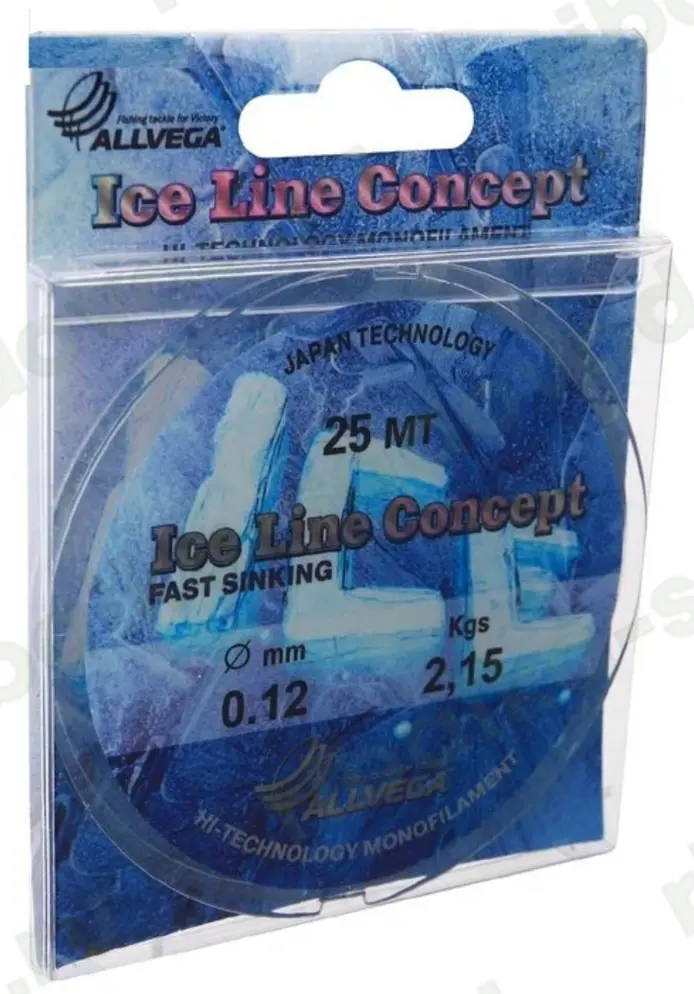 Fishing tackle for Victory
ALLVEGA®
Ice Line Concept
HI-TECHNOLOGY MONOFILAMENT
JAPAN TECHNOLOGY
25 MT
Ice Line Concept
FAST SINKING
Ø mm
Kgs
0.12
2,15
ALLVEGA
HI-TECHNOLOGY MONOFILAMENT